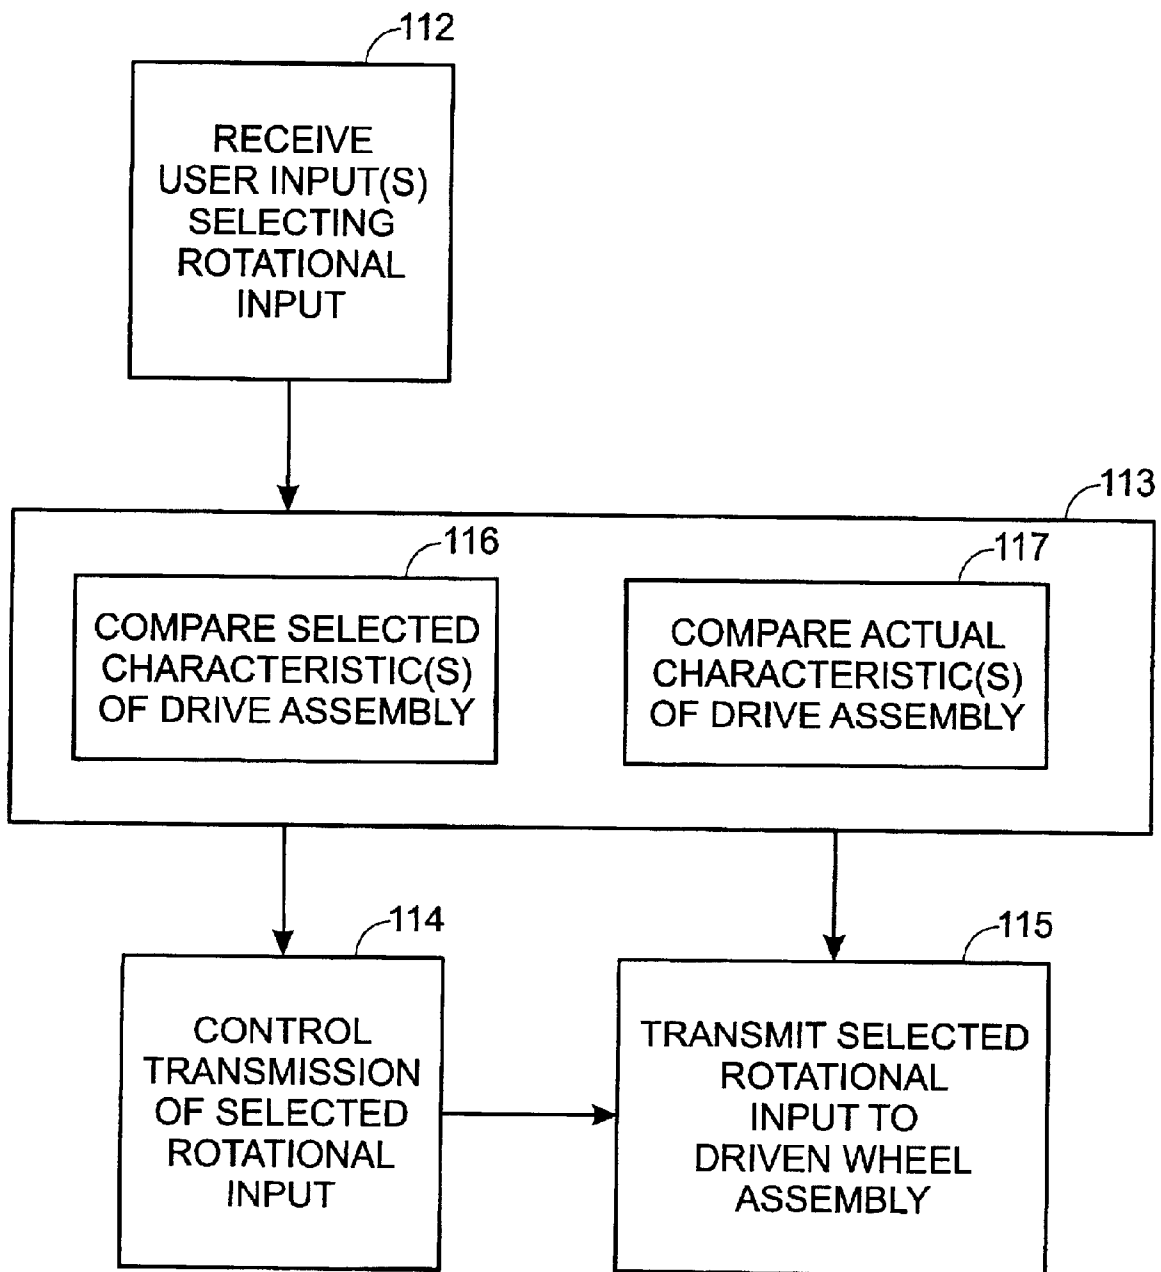 112
RECEIVE
USER INPUT(S)
SELECTING
ROTATIONAL
INPUT
113
116
COMPARE SELECTED
CHARACTERISTIC(S)
OF DRIVE ASSEMBLY
117
COMPARE ACTUAL
CHARACTERISTIC(S)
OF DRIVE ASSEMBLY
114
CONTROL
TRANSMISSION
OF SELECTED
ROTATIONAL
INPUT
115
TRANSMIT SELECTED
ROTATIONAL
INPUT TO
DRIVEN WHEEL
ASSEMBLY